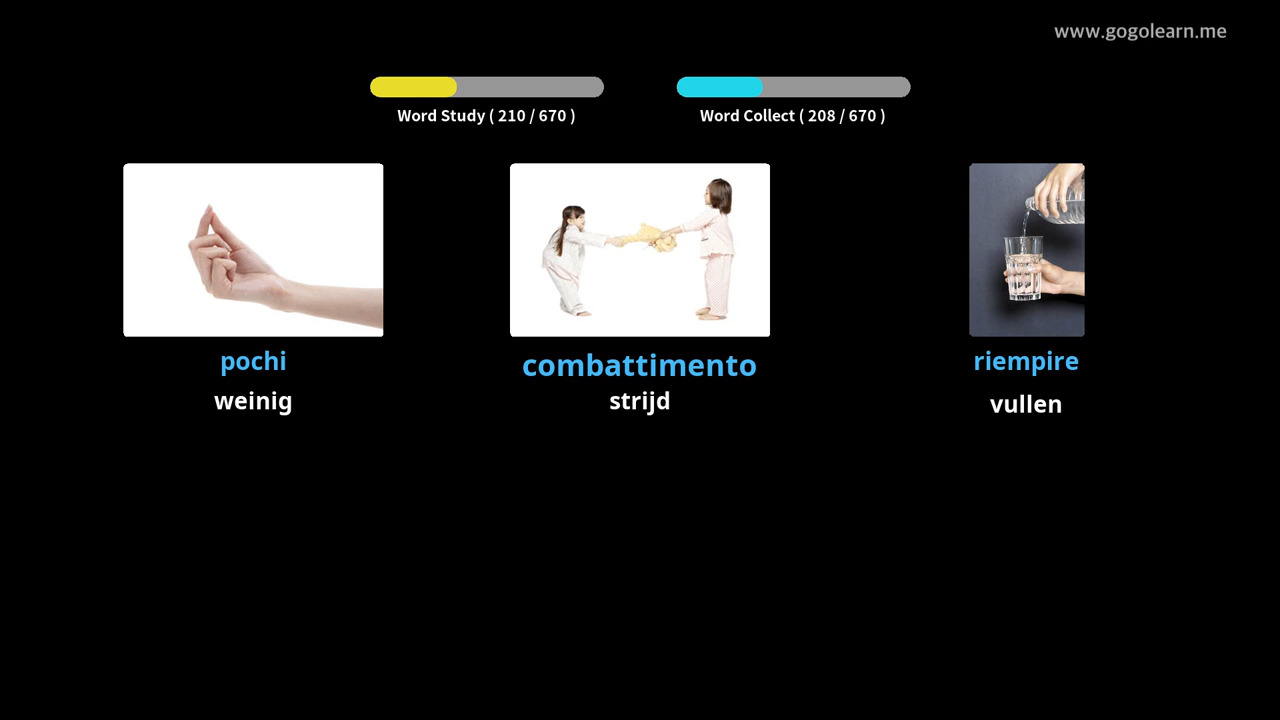 www.gogolearn.me
Word Study ( 210 / 670 )
Word Collect ( 208 / 670 )
pochi
combattimento
riempire
weinig
strijd
vullen